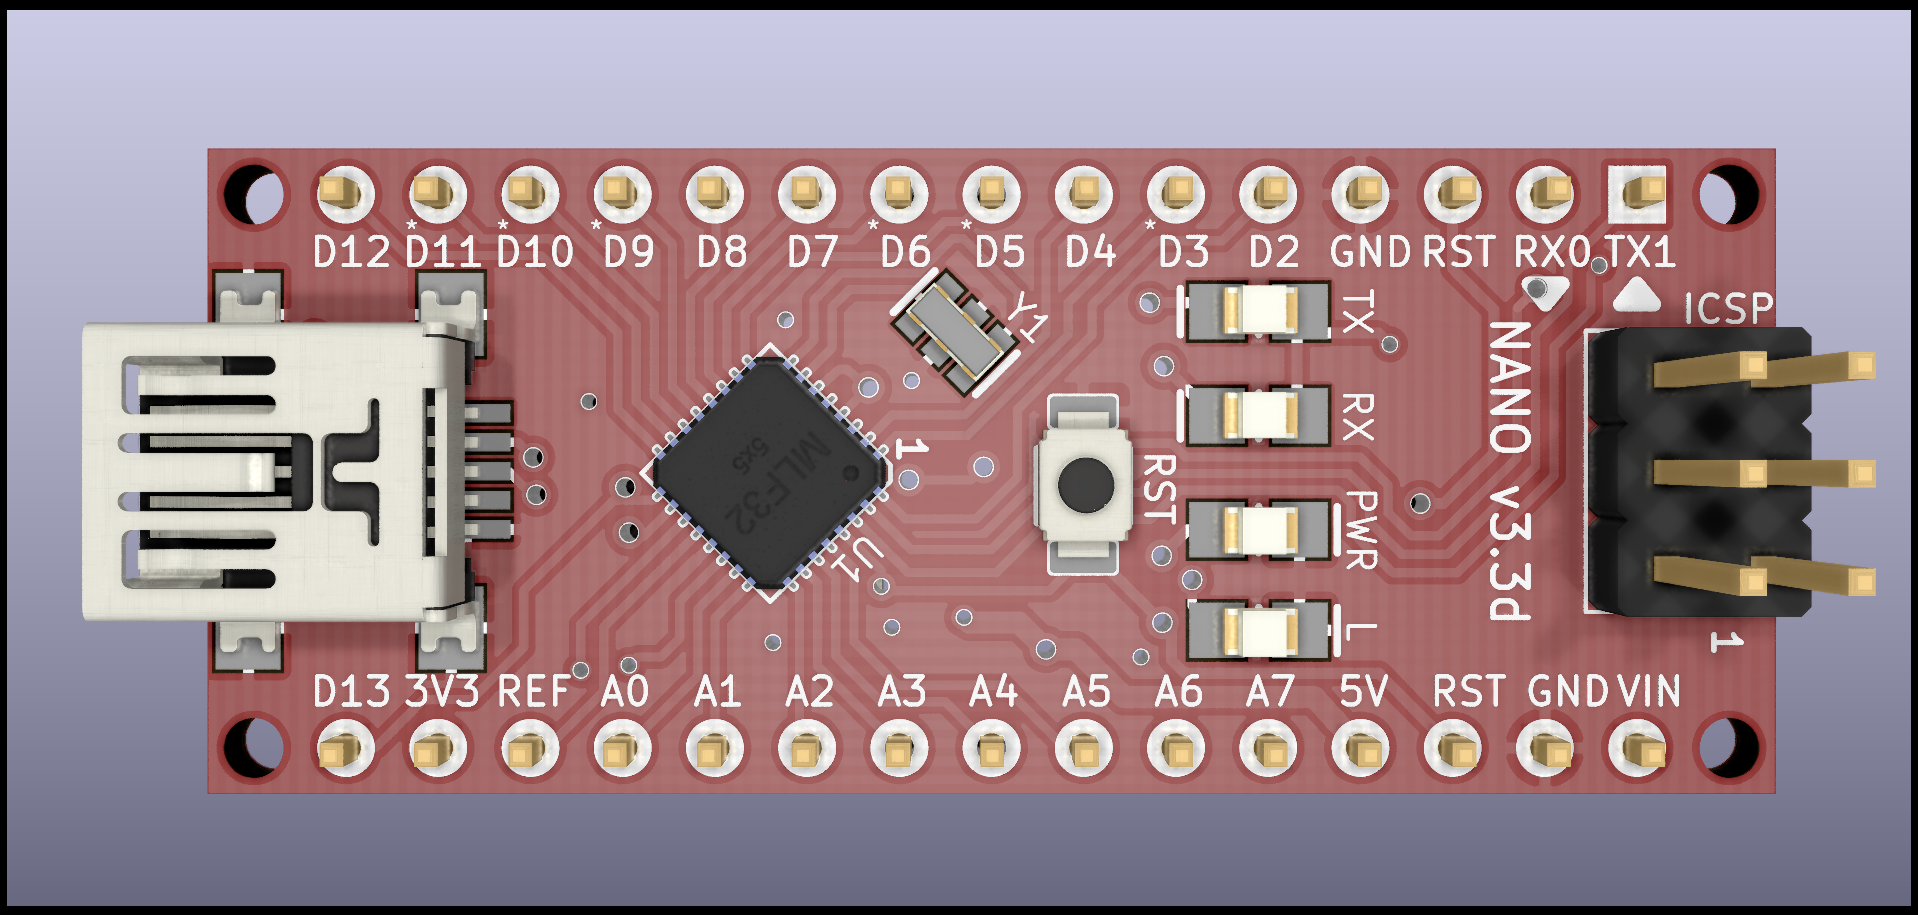 D12 *D11 *D10 *D9 D8 D7 *D6 *D5 D4 *D3 D2 GND RST RX0 TX1
Y1
TX
ICSP
RX
NANO v3.3d
1
MLF32
5x5
RST
U1
PWR
L
1
D13 3V3 REF A0 A1 A2 A3 A4 A5 A6 A7 5V RST GND VIN